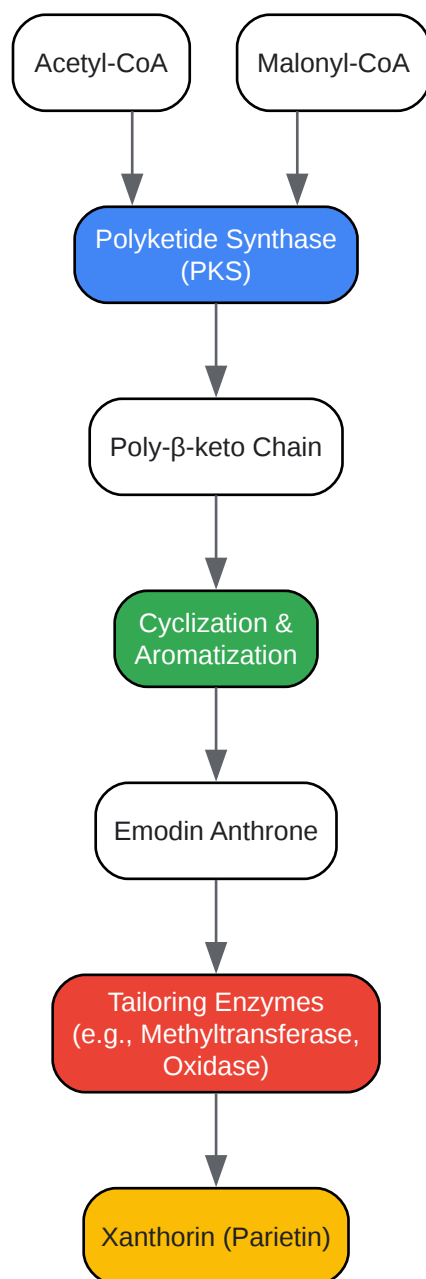 Acetyl-CoA
Malonyl-CoA
Polyketide Synthase
(PKS)
Poly-β-keto Chain
Cyclization &
Aromatization
Emodin Anthrone
Tailoring Enzymes
(e.g., Methyltransferase,
Oxidase)
Xanthorin (Parietin)